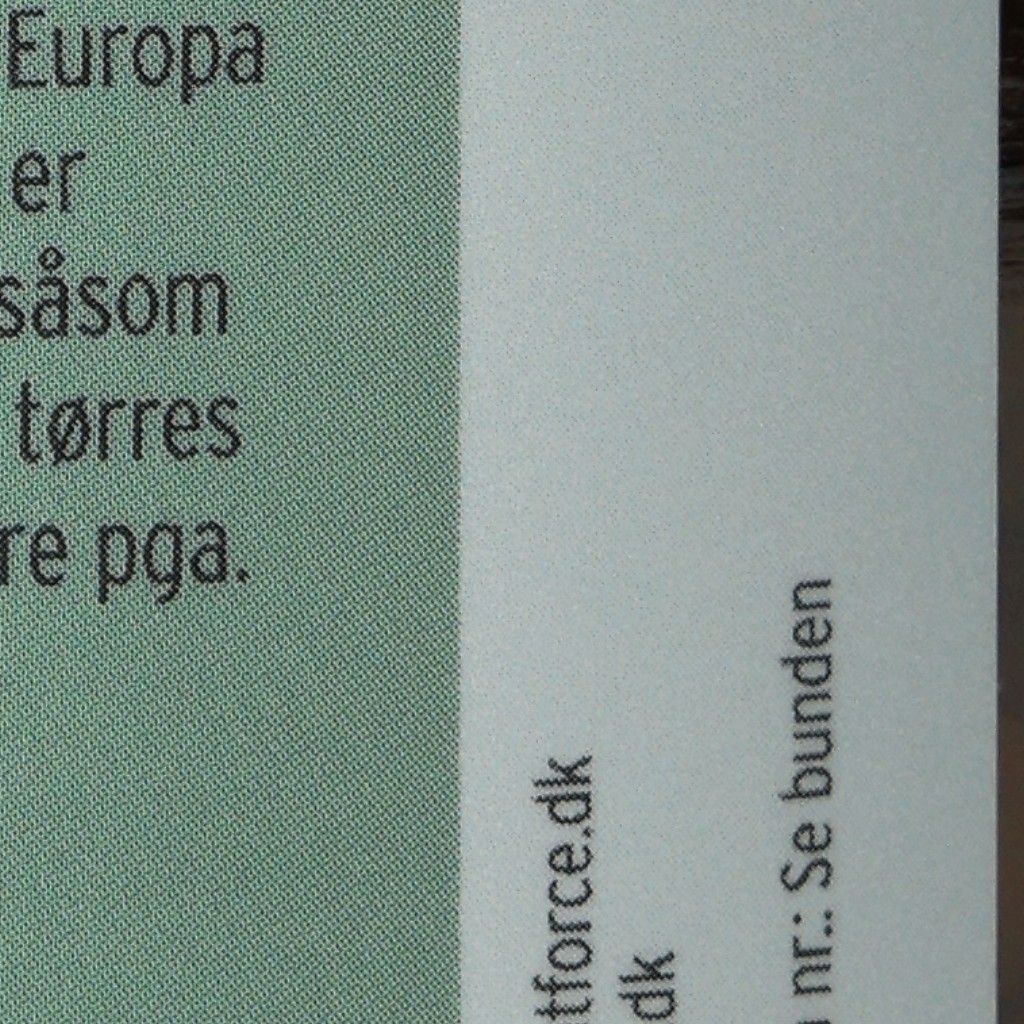 Europa
er
såsom
tørres
re pga.
tforce.dk
dk
nr.: Se bunden